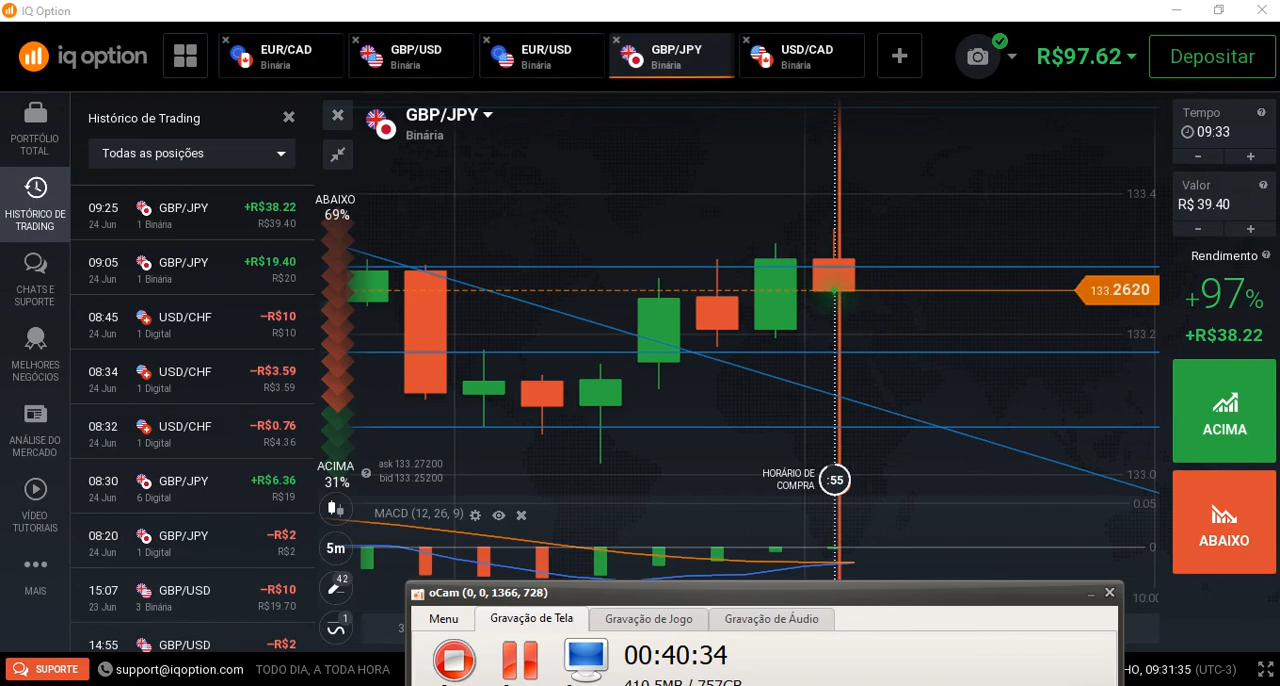 IQ Option
iq option
EUR/CAD
Binária
GBP/USD
Binária
EUR/USD
Binária
GBP/JPY
Binária
USD/CAD
Binária
R$97.62
Depositar
PORTFÓLIO
TOTAL
HISTÓRICO DE
TRADING
CHATS E
SUPORTE
MELHORES
NEGÓCIOS
ANÁLISE DO
MERCADO
VÍDEO
TUTORIAIS
MAIS
Histórico de Trading
Todas as posições
09:25 GBP/JPY +R$38.22
24 Jun 1 Binária R$39.40
09:05 GBP/JPY +R$19.40
24 Jun 1 Binária R$20
08:45 USD/CHF −R$10
24 Jun 1 Digital R$10
08:34 USD/CHF −R$3.59
24 Jun 1 Digital R$3.59
08:32 USD/CHF −R$0.76
24 Jun 1 Digital R$4.36
08:30 GBP/JPY +R$6.36
24 Jun 6 Digital R$19
08:20 GBP/JPY −R$2
24 Jun 1 Digital R$2
15:07 GBP/USD −R$10
23 Jun 3 Binária R$19.70
14:55 GBP/USD −R$2
GBP/JPY
Binária
ABAIXO
69%
ACIMA
31%
ask 133.27200
bid 133.25200
HORÁRIO DE
COMPRA
:55
133.4
133.2620
133.2
133.0
MACD (12, 26, 9)
0.05
0
5m
42
1
3
10:00
Tempo
09:33
- +
Valor
R$ 39.40
- +
Rendimento
+97%
+R$38.22
ACIMA
ABAIXO
oCam (0, 0, 1366, 728)
Menu
Gravação de Tela
Gravação de Jogo
Gravação de Áudio
00:40:34
410.5MB / 757GB
SUPORTE
support@iqoption.com
TODO DIA, A TODA HORA
HO, 09:31:35 (UTC-3)